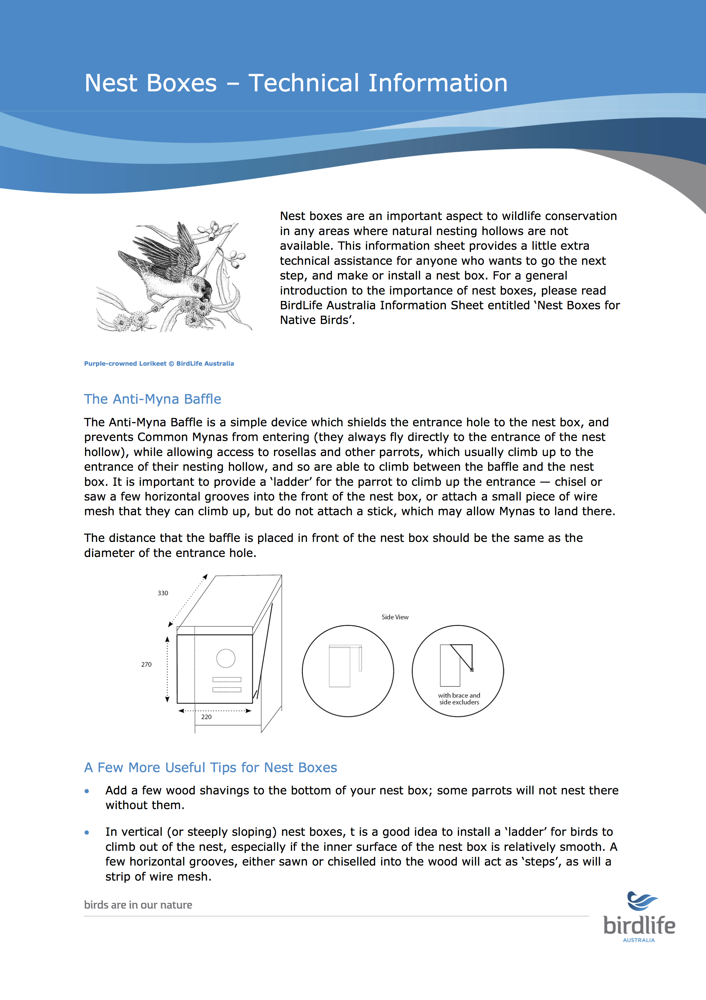 Nest Boxes – Technical Information
Nest boxes are an important aspect to wildlife conservation
in any areas where natural nesting hollows are not
available. This information sheet provides a little extra
technical assistance for anyone who wants to go the next
step, and make or install a nest box. For a general
introduction to the importance of nest boxes, please read
BirdLife Australia Information Sheet entitled ‘Nest Boxes for
Native Birds’.
S.Tingay
Purple-crowned Lorikeet © BirdLife Australia
The Anti-Myna Baffle
The Anti-Myna Baffle is a simple device which shields the entrance hole to the nest box, and
prevents Common Mynas from entering (they always fly directly to the entrance of the nest
hollow), while allowing access to rosellas and other parrots, which usually climb up to the
entrance of their nesting hollow, and so are able to climb between the baffle and the nest
box. It is important to provide a ‘ladder’ for the parrot to climb up the entrance — chisel or
saw a few horizontal grooves into the front of the nest box, or attach a small piece of wire
mesh that they can climb up, but do not attach a stick, which may allow Mynas to land there.
The distance that the baffle is placed in front of the nest box should be the same as the
diameter of the entrance hole.
330
270
220
Side View
with brace and
side excluders
A Few More Useful Tips for Nest Boxes
• Add a few wood shavings to the bottom of your nest box; some parrots will not nest there
without them.
• In vertical (or steeply sloping) nest boxes, t is a good idea to install a ‘ladder’ for birds to
climb out of the nest, especially if the inner surface of the nest box is relatively smooth. A
few horizontal grooves, either sawn or chiselled into the wood will act as ‘steps’, as will a
strip of wire mesh.
birds are in our nature
birdlife
AUSTRALIA